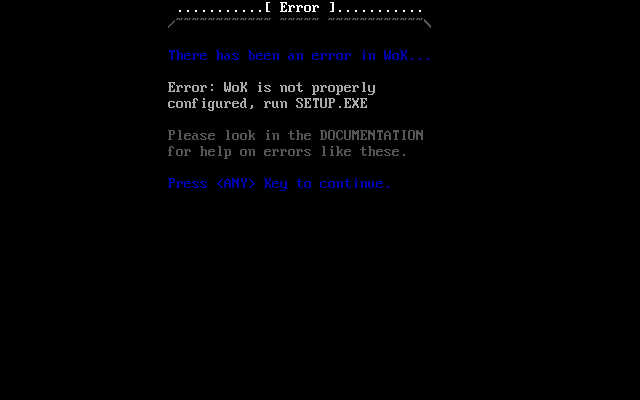 ...........[ Error ]...........
/~~~~~~~~~~~~ ~~~~~ ~~~~~~~~~~~~\
There has been an error in WoK...
Error: WoK is not properly
configured, run SETUP.EXE
Please look in the DOCUMENTATION
for help on errors like these.
Press <ANY> Key to continue.